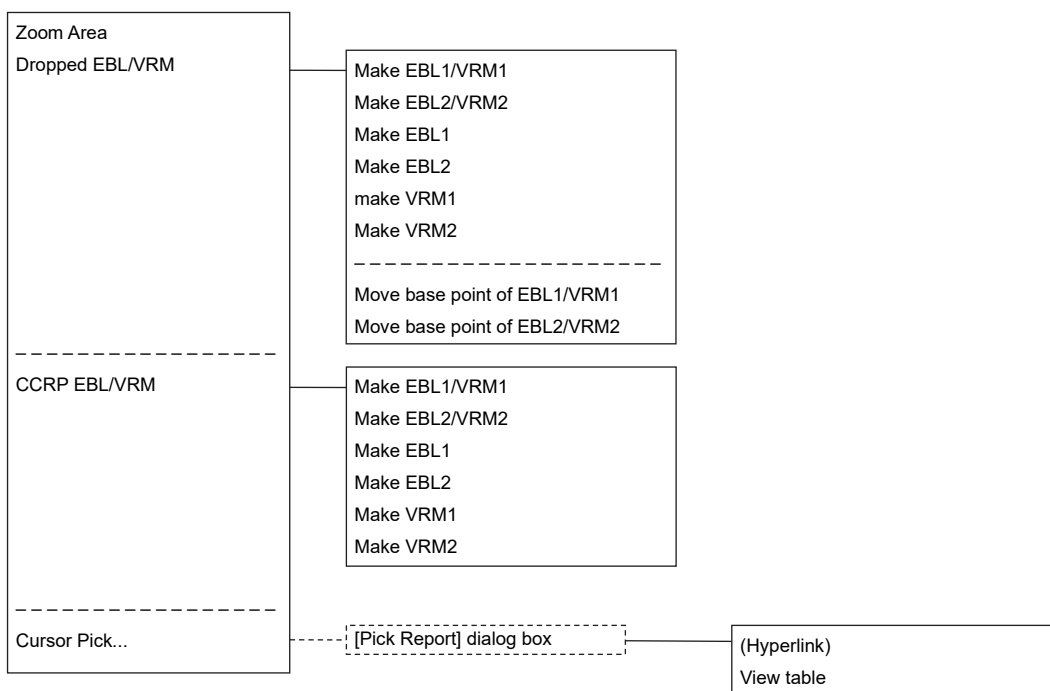 Zoom Area
Dropped EBL/VRM
Make EBL1/VRM1
Make EBL2/VRM2
Make EBL1
Make EBL2
make VRM1
Make VRM2
Move base point of EBL1/VRM1
Move base point of EBL2/VRM2
CCRP EBL/VRM
Make EBL1/VRM1
Make EBL2/VRM2
Make EBL1
Make EBL2
Make VRM1
Make VRM2
Cursor Pick...
[Pick Report] dialog box
(Hyperlink)
View table